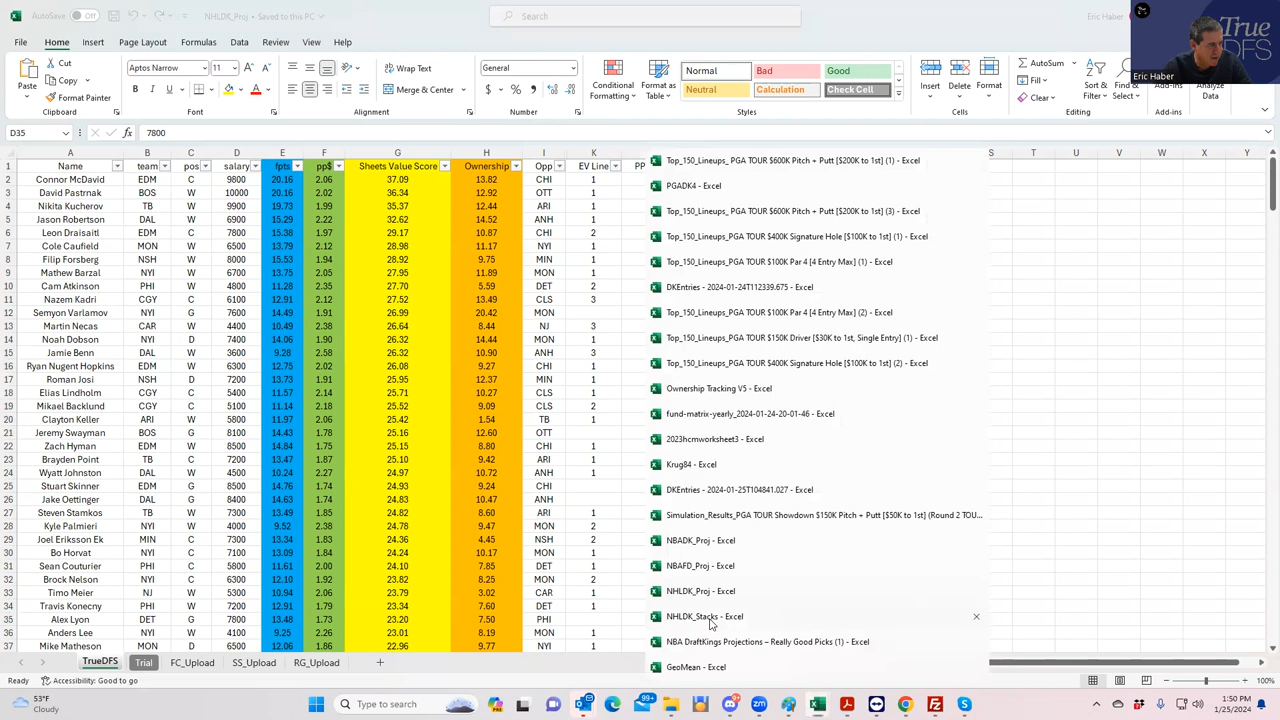 AutoSave Off NHLDK_Proj • Saved to this PC Search Eric Haber
File Home Insert Page Layout Formulas Data Review View Help
Cut Copy Format Painter Paste Clipboard
Aptos Narrow 11 B I U Font
Wrap Text Merge & Center Alignment
General $ % Number
Conditional Formatting Format as Table
Normal Bad Good
Neutral Calculation Check Cell
Styles
Insert Delete Format Cells
AutoSum Fill Clear Sort & Filter Find & Select Editing
Add-ins Add-ins Analyze Data
True DFS
Eric Haber
D35 fx 7800
A B C D E F G H I K S T U V W X Y
1 Name team pos salary fpts pp$ Sheets Value Score Ownership Opp EV Line PP
2 Connor McDavid EDM C 9800 20.16 2.06 37.09 13.82 CHI 1
3 David Pastrnak BOS W 10000 20.16 2.02 36.34 12.92 OTT 1
4 Nikita Kucherov TB W 9900 19.73 1.99 35.37 12.44 ARI 1
5 Jason Robertson DAL W 6900 15.29 2.22 32.62 14.52 ANH 1
6 Leon Draisaitl EDM C 7800 15.38 1.97 29.17 10.87 CHI 2
7 Cole Caufield MON W 6500 13.79 2.12 28.98 11.17 NYI 1
8 Filip Forsberg NSH W 8000 15.53 1.94 28.92 9.75 MIN 1
9 Mathew Barzal NYI W 6700 13.75 2.05 27.95 11.89 MON 1
10 Cam Atkinson PHI W 4800 11.28 2.35 27.70 5.59 DET 2
11 Nazem Kadri CGY C 6100 12.91 2.12 27.52 13.49 CLS 3
12 Semyon Varlamov NYI G 7600 14.49 1.91 26.99 20.42 MON
13 Martin Necas CAR W 4400 10.49 2.38 26.64 8.44 NJ 3
14 Noah Dobson NYI D 7400 14.06 1.90 26.32 14.44 MON 1
15 Jamie Benn DAL W 3600 9.28 2.58 26.32 10.90 ANH 3
16 Ryan Nugent Hopkins EDM C 6300 12.75 2.02 26.08 9.27 CHI 1
17 Roman Josi NSH D 7200 13.73 1.91 25.95 12.37 MIN 1
18 Elias Lindholm CGY C 5400 11.57 2.14 25.71 10.27 CLS 1
19 Mikael Backlund CGY C 5100 11.14 2.18 25.52 9.09 CLS 2
20 Clayton Keller ARI W 5800 11.97 2.06 25.42 1.54 TB 1
21 Jeremy Swayman BOS G 8100 14.43 1.78 25.16 12.60 OTT
22 Zach Hyman EDM W 8500 14.84 1.75 25.16 8.80 CHI 1
23 Brayden Point TB C 7200 13.47 1.87 25.10 9.42 ARI 1
24 Wyatt Johnston DAL W 4500 10.24 2.27 24.97 10.72 ANH 1
25 Stuart Skinner EDM G 8500 14.76 1.74 24.93 9.24 CHI
26 Jake Oettinger DAL G 8400 14.63 1.74 24.83 10.47 ANH
27 Steven Stamkos TB W 7300 13.49 1.85 24.82 8.60 ARI 1
28 Kyle Palmieri NYI W 4000 9.52 2.38 24.78 9.47 MON 2
29 Joel Eriksson Ek MIN C 7300 13.34 1.83 24.36 4.45 NSH 2
30 Bo Horvat NYI C 7100 13.09 1.84 24.24 10.17 MON 1
31 Sean Couturier PHI C 5800 11.61 2.00 24.10 7.85 DET 1
32 Brock Nelson NYI C 6300 12.10 1.92 23.82 8.25 MON 2
33 Timo Meier NJ W 5300 10.94 2.06 23.79 3.02 CAR 1
34 Travis Konecny PHI W 7200 12.91 1.79 23.34 7.60 DET 1
35 Alex Lyon DET G 7800 13.48 1.73 23.20 7.50 PHI
36 Anders Lee NYI W 4100 9.25 2.26 23.01 8.19 MON 1
37 Mike Matheson MON D 6500 12.06 1.86 22.96 9.77 NYI 1
Top_150_Lineups_ PGA TOUR $600K Pitch + Putt [$200K to 1st] (1) - Excel
PGADK4 - Excel
Top_150_Lineups_ PGA TOUR $600K Pitch + Putt [$200K to 1st] (3) - Excel
Top_150_Lineups_PGA TOUR $400K Signature Hole [$100K to 1st] (1) - Excel
Top_150_Lineups_PGA TOUR $100K Par 4 [4 Entry Max] (1) - Excel
DKEntries - 2024-01-24T112339.675 - Excel
Top_150_Lineups_PGA TOUR $100K Par 4 [4 Entry Max] (2) - Excel
Top_150_Lineups_PGA TOUR $150K Driver [$30K to 1st, Single Entry] (1) - Excel
Top_150_Lineups_PGA TOUR $400K Signature Hole [$100K to 1st] (2) - Excel
Ownership Tracking V5 - Excel
fund-matrix-yearly_2024-01-24-20-01-46 - Excel
2023hcmworksheet3 - Excel
Krug84 - Excel
DKEntries - 2024-01-25T104841.027 - Excel
Simulation_Results_PGA TOUR Showdown $150K Pitch + Putt [$50K to 1st] (Round 2 TOU...
NBADK_Proj - Excel
NBAFD_Proj - Excel
NHLDK_Proj - Excel
NHLDK_Stacks - Excel
NBA DraftKings Projections – Really Good Picks (1) - Excel
GeoMean - Excel
TrueDFS Trial FC_Upload SS_Upload RG_Upload
Ready Accessibility: Good to go 100%
53°F Cloudy Type here to search 99+ 1:50 PM 1/25/2024